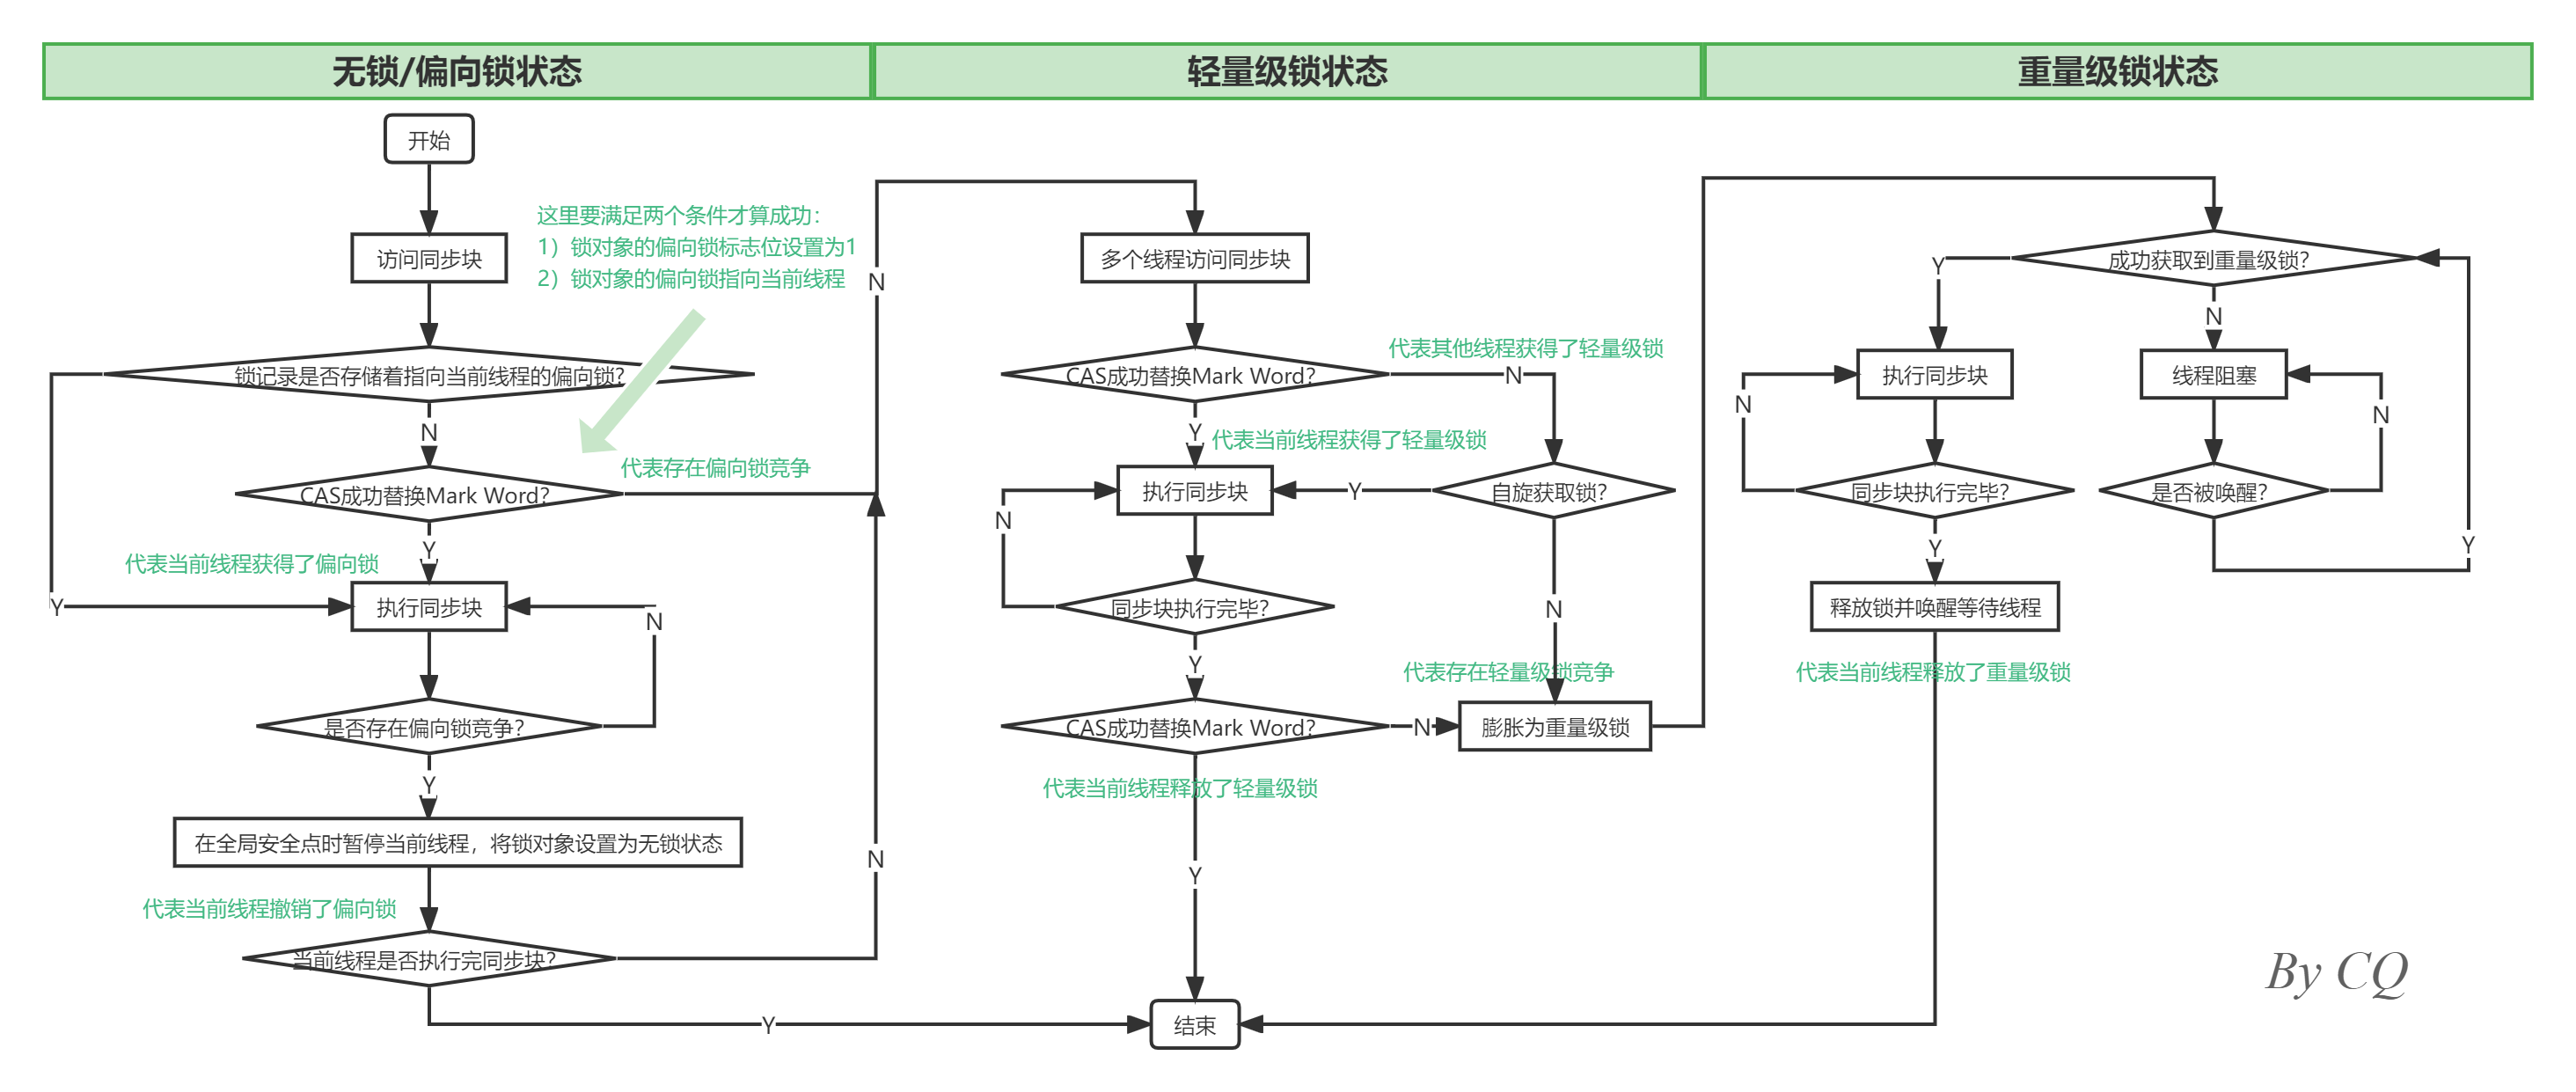 无锁/偏向锁状态
轻量级锁状态
重量级锁状态
开始
访问同步块
这里要满足两个条件才算成功：
1）锁对象的偏向锁标志位设置为1
2）锁对象的偏向锁指向当前线程
锁记录是否存储着指向当前线程的偏向锁？
N
CAS成功替换Mark Word？
代表存在偏向锁竞争
N
Y
代表当前线程获得了偏向锁
Y
执行同步块
N
是否存在偏向锁竞争？
Y
在全局安全点时暂停当前线程，将锁对象设置为无锁状态
代表当前线程撤销了偏向锁
N
当前线程是否执行完同步块？
Y
多个线程访问同步块
代表其他线程获得了轻量级锁
CAS成功替换Mark Word？
N
Y
代表当前线程获得了轻量级锁
执行同步块
Y
自旋获取锁？
N
同步块执行完毕？
N
Y
代表存在轻量级锁竞争
CAS成功替换Mark Word？
N
膨胀为重量级锁
代表当前线程释放了轻量级锁
Y
结束
成功获取到重量级锁？
Y
N
执行同步块
线程阻塞
N
N
同步块执行完毕？
是否被唤醒？
Y
Y
释放锁并唤醒等待线程
代表当前线程释放了重量级锁
By CQ